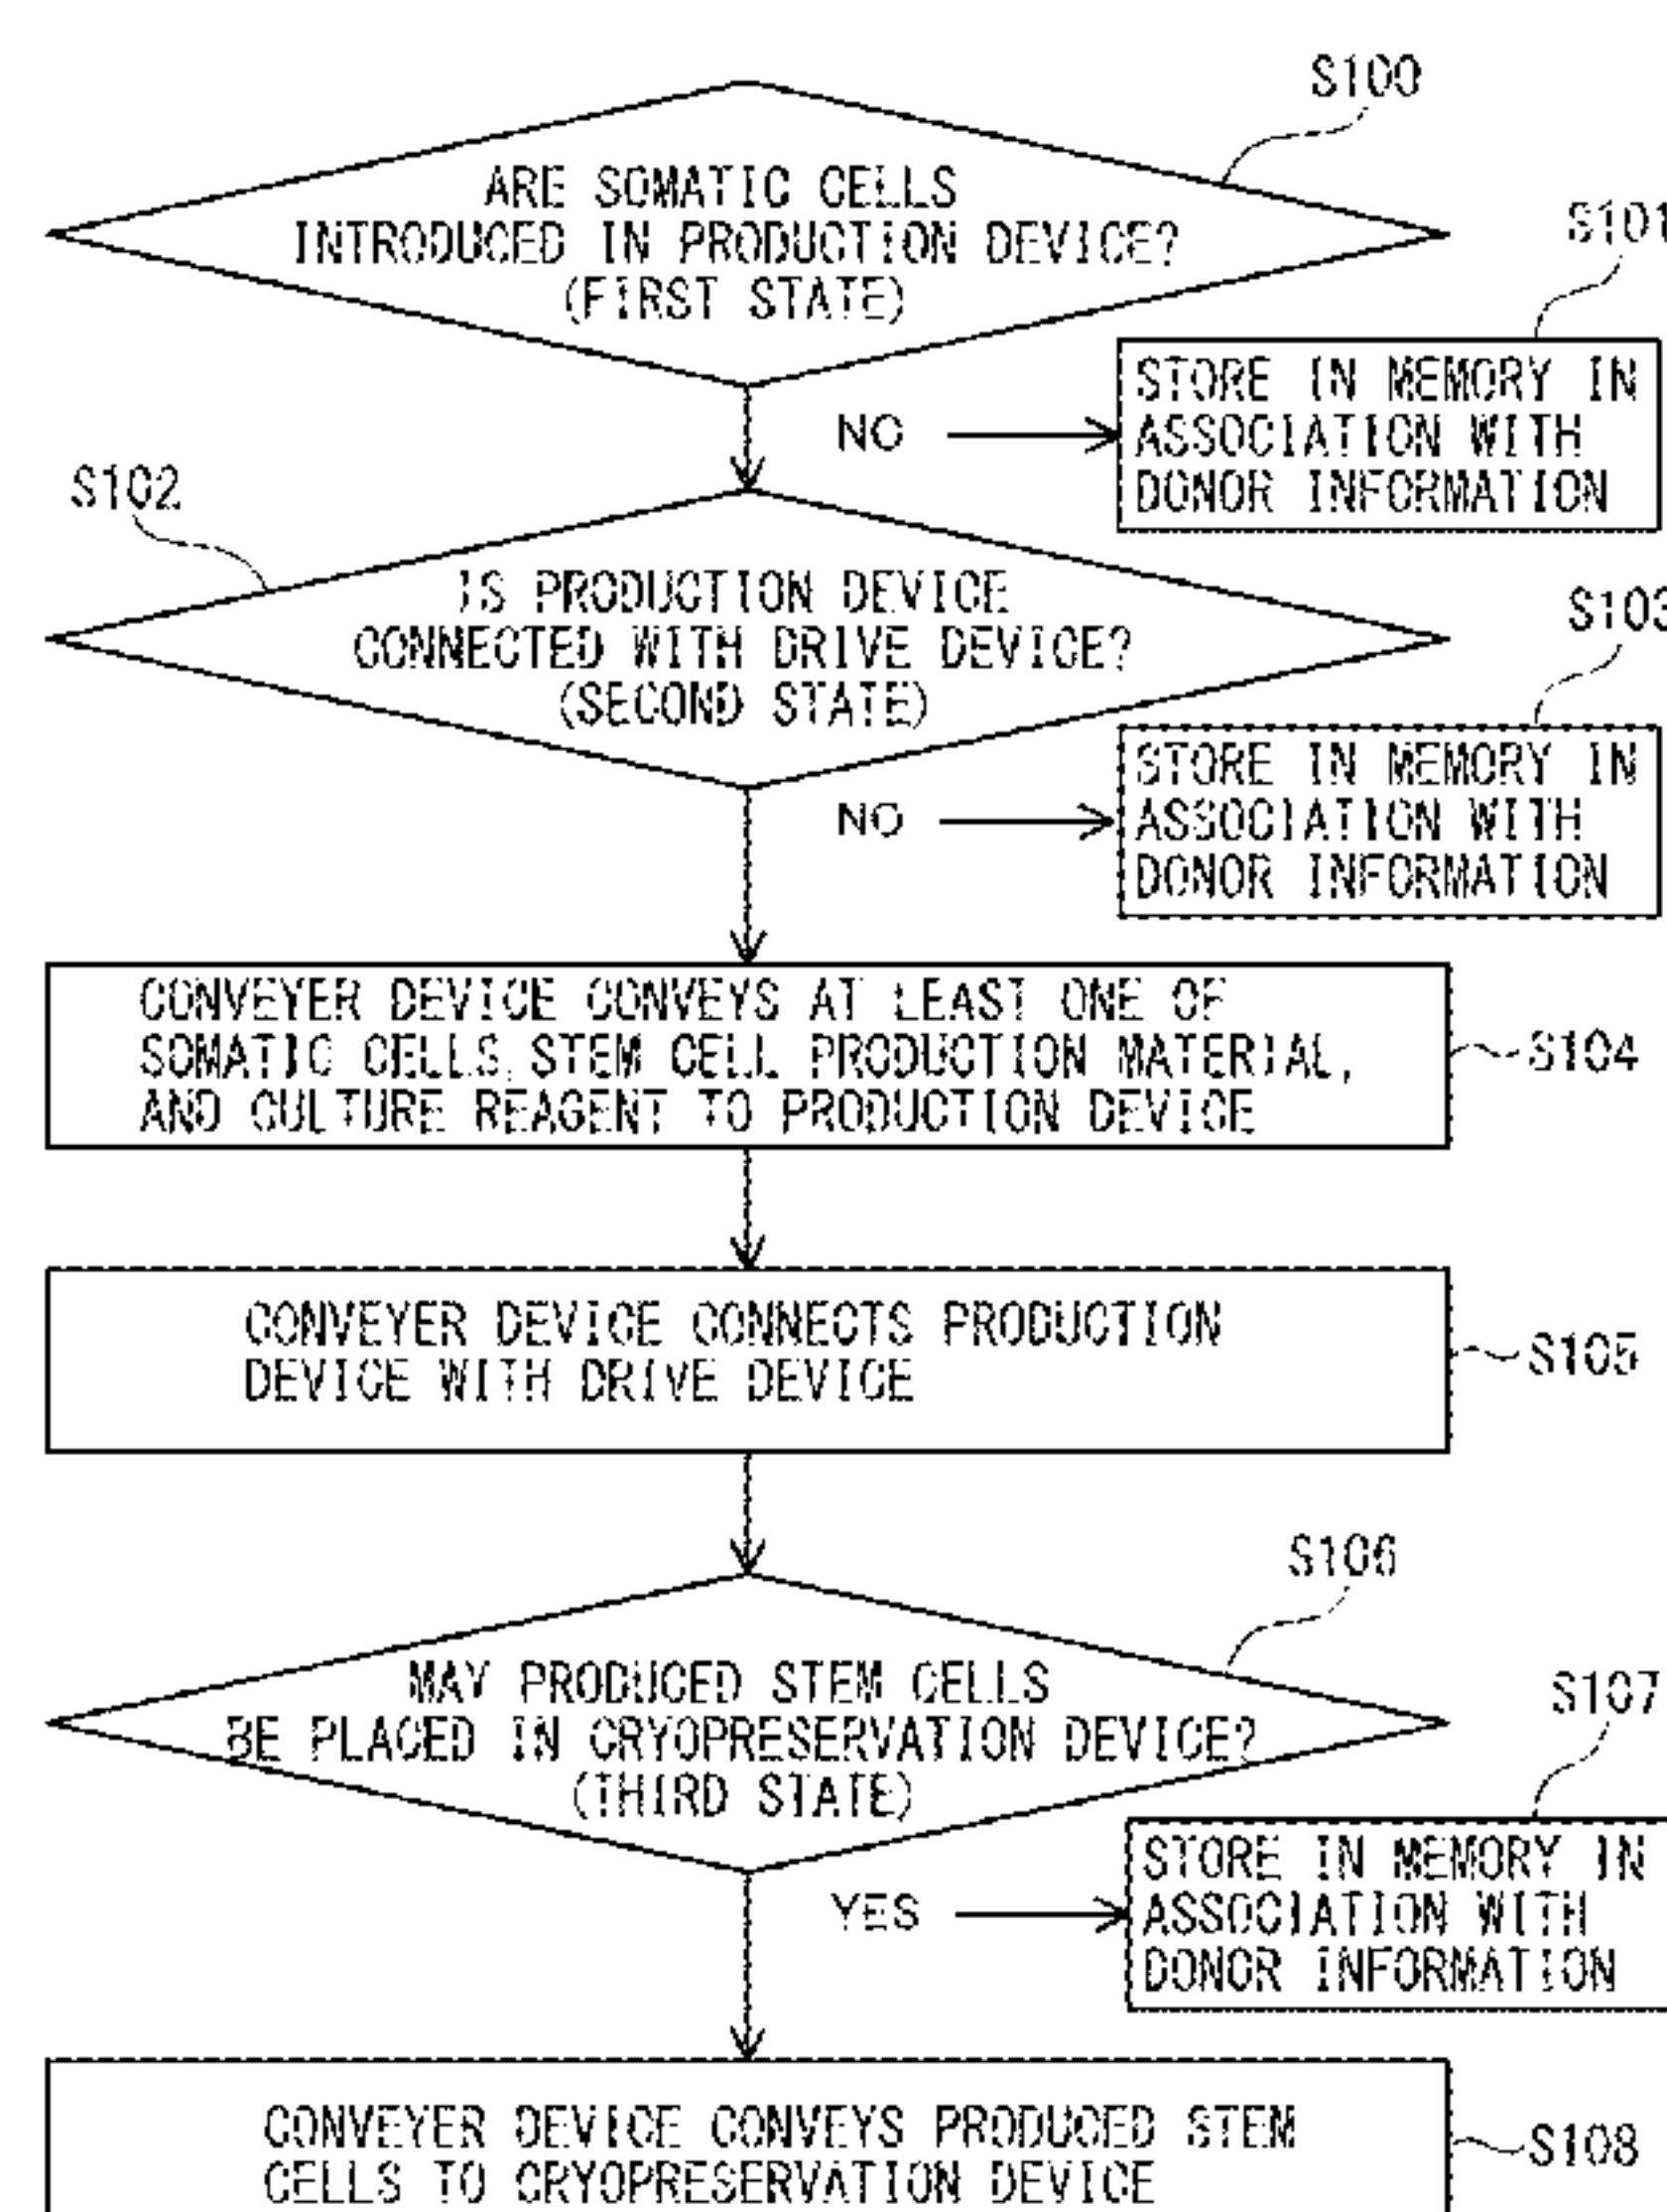 S100
ARE SOMATIC CELLS
INTRODUCED IN PRODUCTION DEVICE?
(FIRST STATE)
S101
NO
STORE IN MEMORY IN
ASSOCIATION WITH
DONOR INFORMATION
S102
IS PRODUCTION DEVICE
CONNECTED WITH DRIVE DEVICE?
(SECOND STATE)
S103
NO
STORE IN MEMORY IN
ASSOCIATION WITH
DONOR INFORMATION
CONVEYER DEVICE CONVEYS AT LEAST ONE OF
SOMATIC CELLS, STEM CELL PRODUCTION MATERIAL,
AND CULTURE REAGENT TO PRODUCTION DEVICE
S104
CONVEYER DEVICE CONNECTS PRODUCTION
DEVICE WITH DRIVE DEVICE
S105
S106
MAY PRODUCED STEM CELLS
BE PLACED IN CRYOPRESERVATION DEVICE?
(THIRD STATE)
S107
YES
STORE IN MEMORY IN
ASSOCIATION WITH
DONOR INFORMATION
CONVEYER DEVICE CONVEYS PRODUCED STEM
CELLS TO CRYOPRESERVATION DEVICE
S108